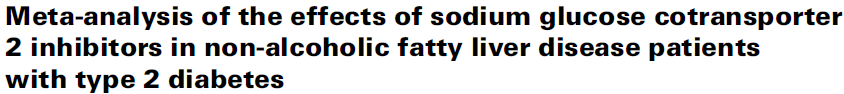 Meta-analysis of the effects of sodium glucose cotransporter
2 inhibitors in non-alcoholic fatty liver disease patients
with type 2 diabetes